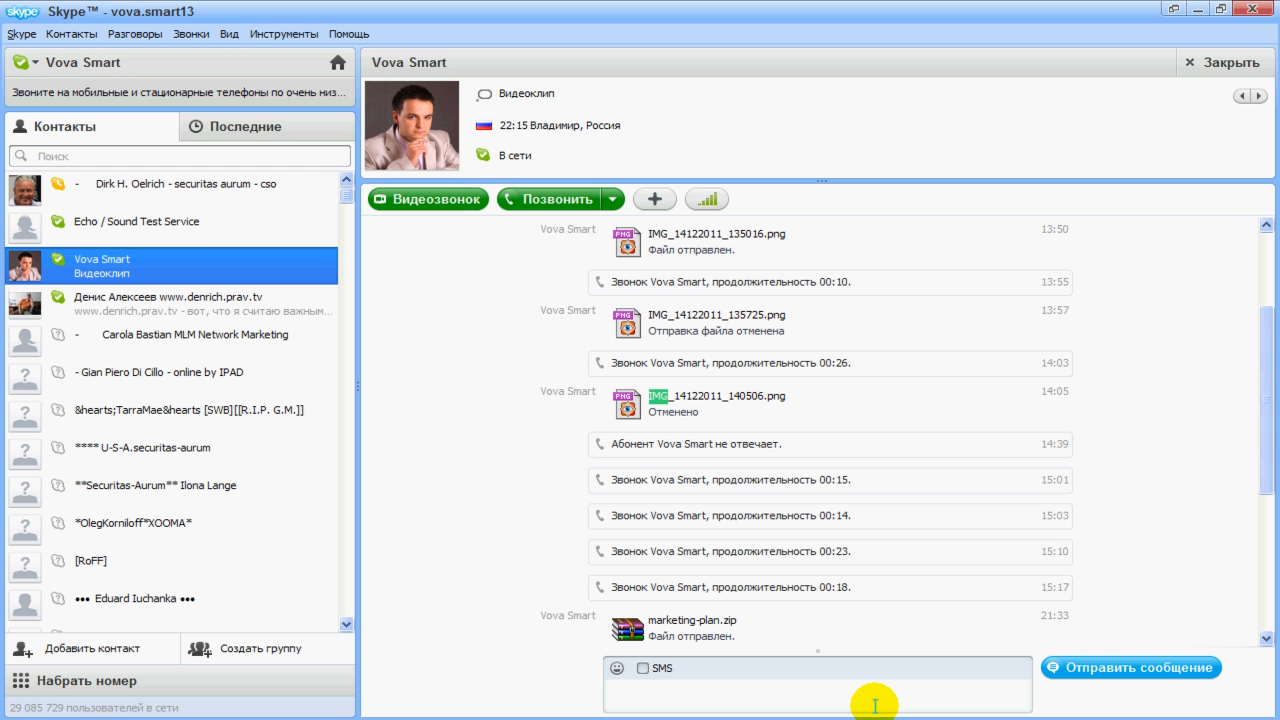 skype Skype™ - vova.smart13
Skype Контакты Разговоры Звонки Вид Инструменты Помощь
Vova Smart
Звоните на мобильные и стационарные телефоны по очень низ...
Контакты
Последние
Поиск
- Dirk H. Oelrich - securitas aurum - cso
Echo / Sound Test Service
Vova Smart
Видеоклип
Денис Алексеев www.denrich.prav.tv
www.denrich.prav.tv - вот, что я считаю важным...
- Carola Bastian MLM Network Marketing
- Gian Piero Di Cillo - online by IPAD
&hearts;TarraMae&hearts [SWB][[R.I.P. G.M.]]
**** U-S-A.securitas-aurum
**Securitas-Aurum** Ilona Lange
*OlegKorniloff*XOOMA*
[RoFF]
••• Eduard Iuchanka •••
Добавить контакт
Создать группу
Набрать номер
29 085 729 пользователей в сети
Vova Smart
× Закрыть
Видеоклип
22:15 Владимир, Россия
В сети
Видеозвонок
Позвонить
Vova Smart IMG_14122011_135016.png 13:50
Файл отправлен.
Звонок Vova Smart, продолжительность 00:10. 13:55
Vova Smart IMG_14122011_135725.png 13:57
Отправка файла отменена
Звонок Vova Smart, продолжительность 00:26. 14:03
Vova Smart IMG_14122011_140506.png 14:05
Отменено
Абонент Vova Smart не отвечает. 14:39
Звонок Vova Smart, продолжительность 00:15. 15:01
Звонок Vova Smart, продолжительность 00:14. 15:03
Звонок Vova Smart, продолжительность 00:23. 15:10
Звонок Vova Smart, продолжительность 00:18. 15:17
Vova Smart marketing-plan.zip 21:33
Файл отправлен.
SMS
Отправить сообщение